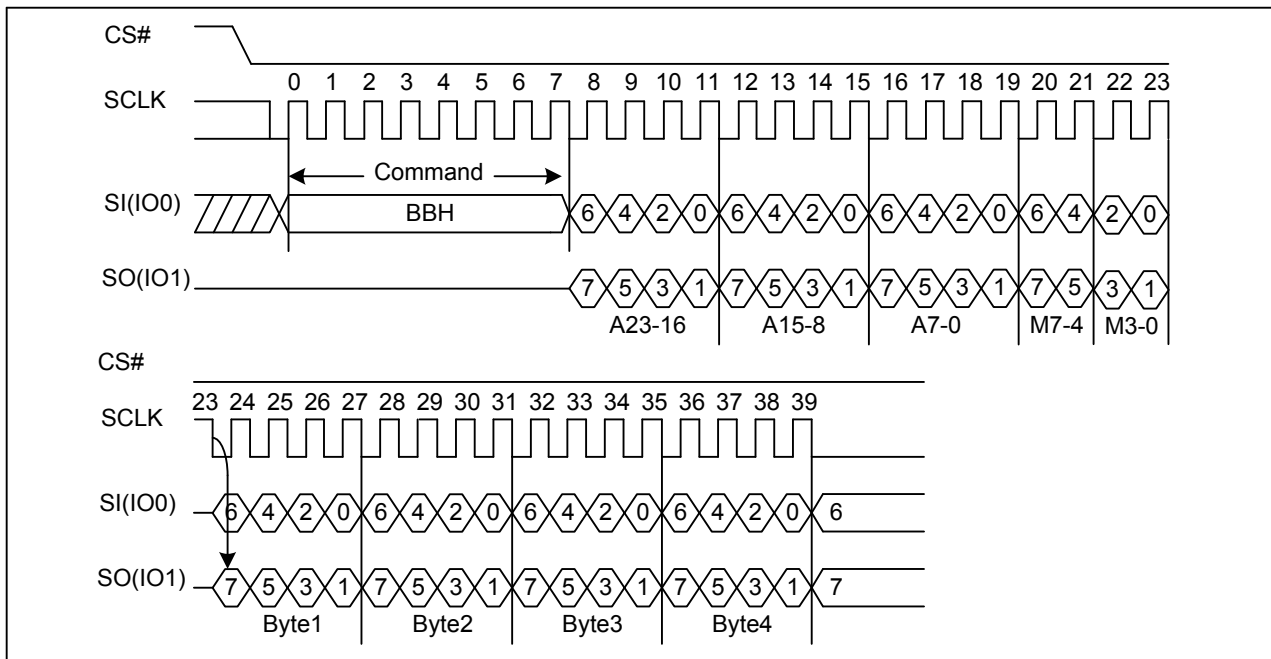 CS#
0 1 2 3 4 5 6 7 8 9 10 11 12 13 14 15 16 17 18 19 20 21 22 23
SCLK
Command
SI(IO0) BBH 6 4 2 0 6 4 2 0 6 4 2 0 6 4 2 0
SO(IO1) 7 5 3 1 7 5 3 1 7 5 3 1 7 5 3 1
A23-16 A15-8 A7-0 M7-4 M3-0
CS#
23 24 25 26 27 28 29 30 31 32 33 34 35 36 37 38 39
SCLK
SI(IO0) 6 4 2 0 6 4 2 0 6 4 2 0 6 4 2 0 6
SO(IO1) 7 5 3 1 7 5 3 1 7 5 3 1 7 5 3 1 7
Byte1 Byte2 Byte3 Byte4